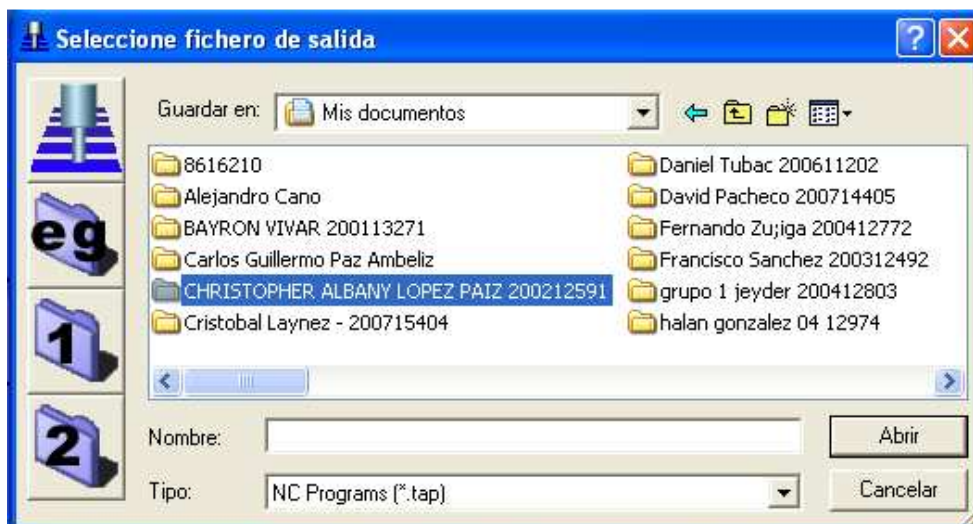 Seleccione fichero de salida
Guardar en: Mis documentos
eg
1
2
8616210
Alejandro Cano
BAYRON VIVAR 200113271
Carlos Guillermo Paz Ambeliz
CHRISTOPHER ALBANY LOPEZ PAIZ 200212591
Cristobal Laynez - 200715404
Daniel Tubac 200611202
David Pacheco 200714405
Fernando Zu;iga 200412772
Francisco Sanchez 200312492
grupo 1 jeyder 200412803
halan gonzalez 04 12974
Nombre:
Abrir
Tipo: NC Programs (*.tap)
Cancelar